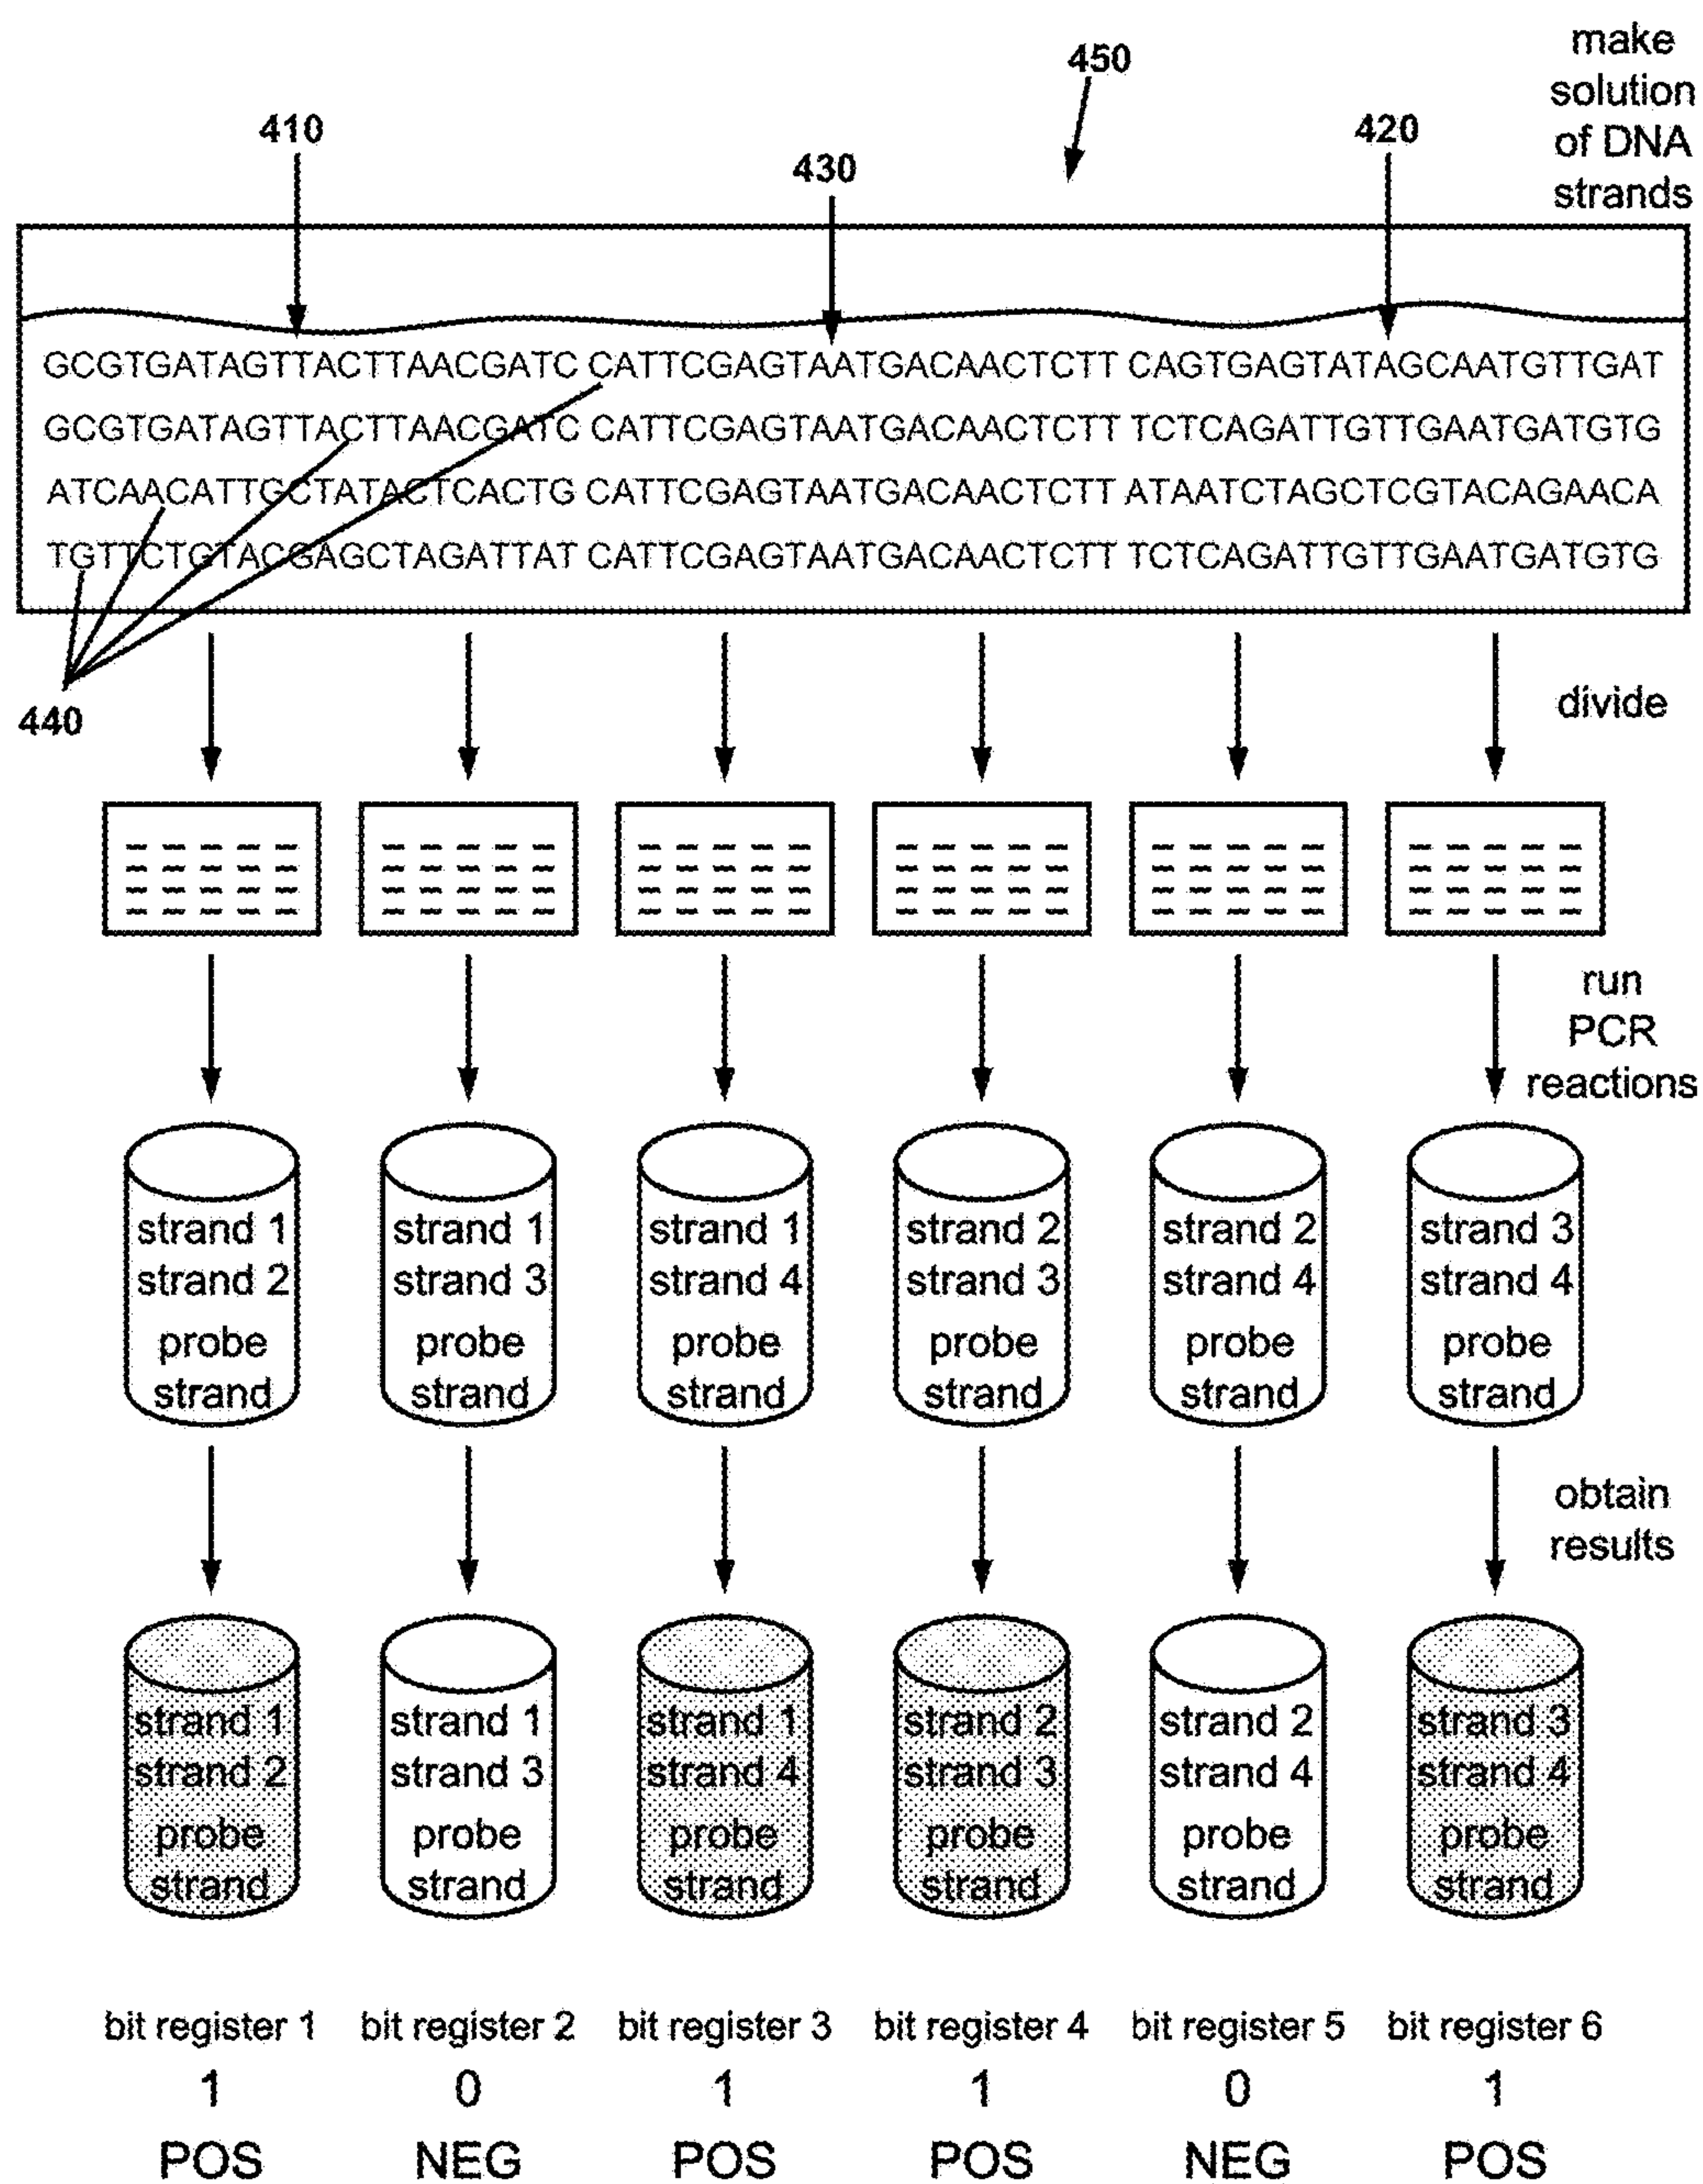 make
solution
of DNA
strands
450
410
430
420
GCGTGATAGTTACTTAACGATC CATTCGAGTAATGACAACTCTT CAGTGAGTATAGCAATGTTGAT
GCGTGATAGTTACTTAACGATC CATTCGAGTAATGACAACTCTT TCTCAGATTGTTGAATGATGTG
ATCAACATTGCTATACTCACTG CATTCGAGTAATGACAACTCTT ATAATCTAGCTCGTACAGAACA
TGTTCTGTACGAGCTAGATTAT CATTCGAGTAATGACAACTCTT TCTCAGATTGTTGAATGATGTG
440
divide
run
PCR
reactions
strand 1 strand 1 strand 1 strand 2 strand 2 strand 3
strand 2 strand 3 strand 4 strand 3 strand 4 strand 4
probe probe probe probe probe probe
strand strand strand strand strand strand
obtain
results
strand 1 strand 1 strand 1 strand 2 strand 2 strand 3
strand 2 strand 3 strand 4 strand 3 strand 4 strand 4
probe probe probe probe probe probe
strand strand strand strand strand strand
bit register 1 bit register 2 bit register 3 bit register 4 bit register 5 bit register 6
1 0 1 1 0 1
POS NEG POS POS NEG POS